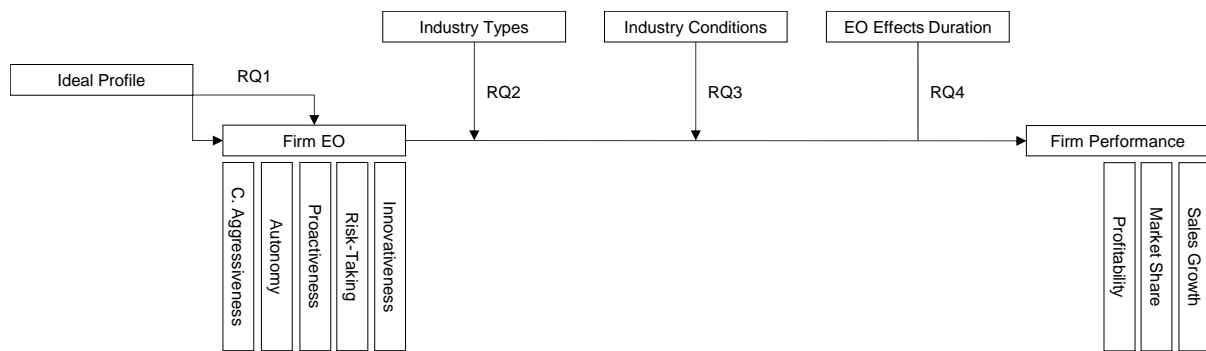 Industry Types
Industry Conditions
EO Effects Duration
Ideal Profile
RQ1
RQ2
RQ3
RQ4
Firm EO
Firm Performance
C. Aggressiveness
Autonomy
Proactiveness
Risk-Taking
Innovativeness
Profitability
Market Share
Sales Growth